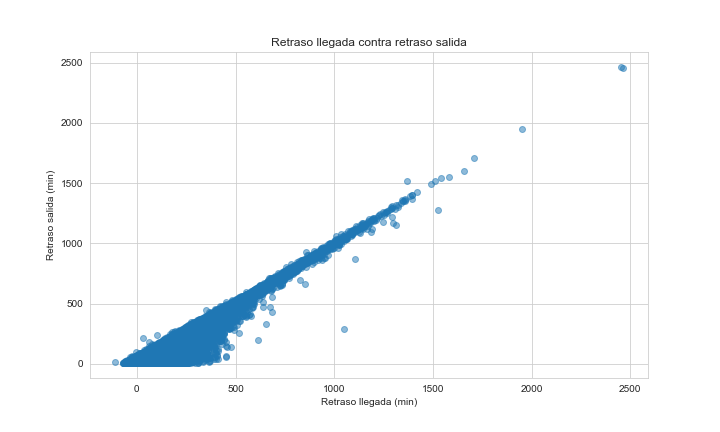 Retraso llegada contra retraso salida
2500
2000
1500
1000
500
0
Retraso salida (min)
0 500 1000 1500 2000 2500
Retraso llegada (min)